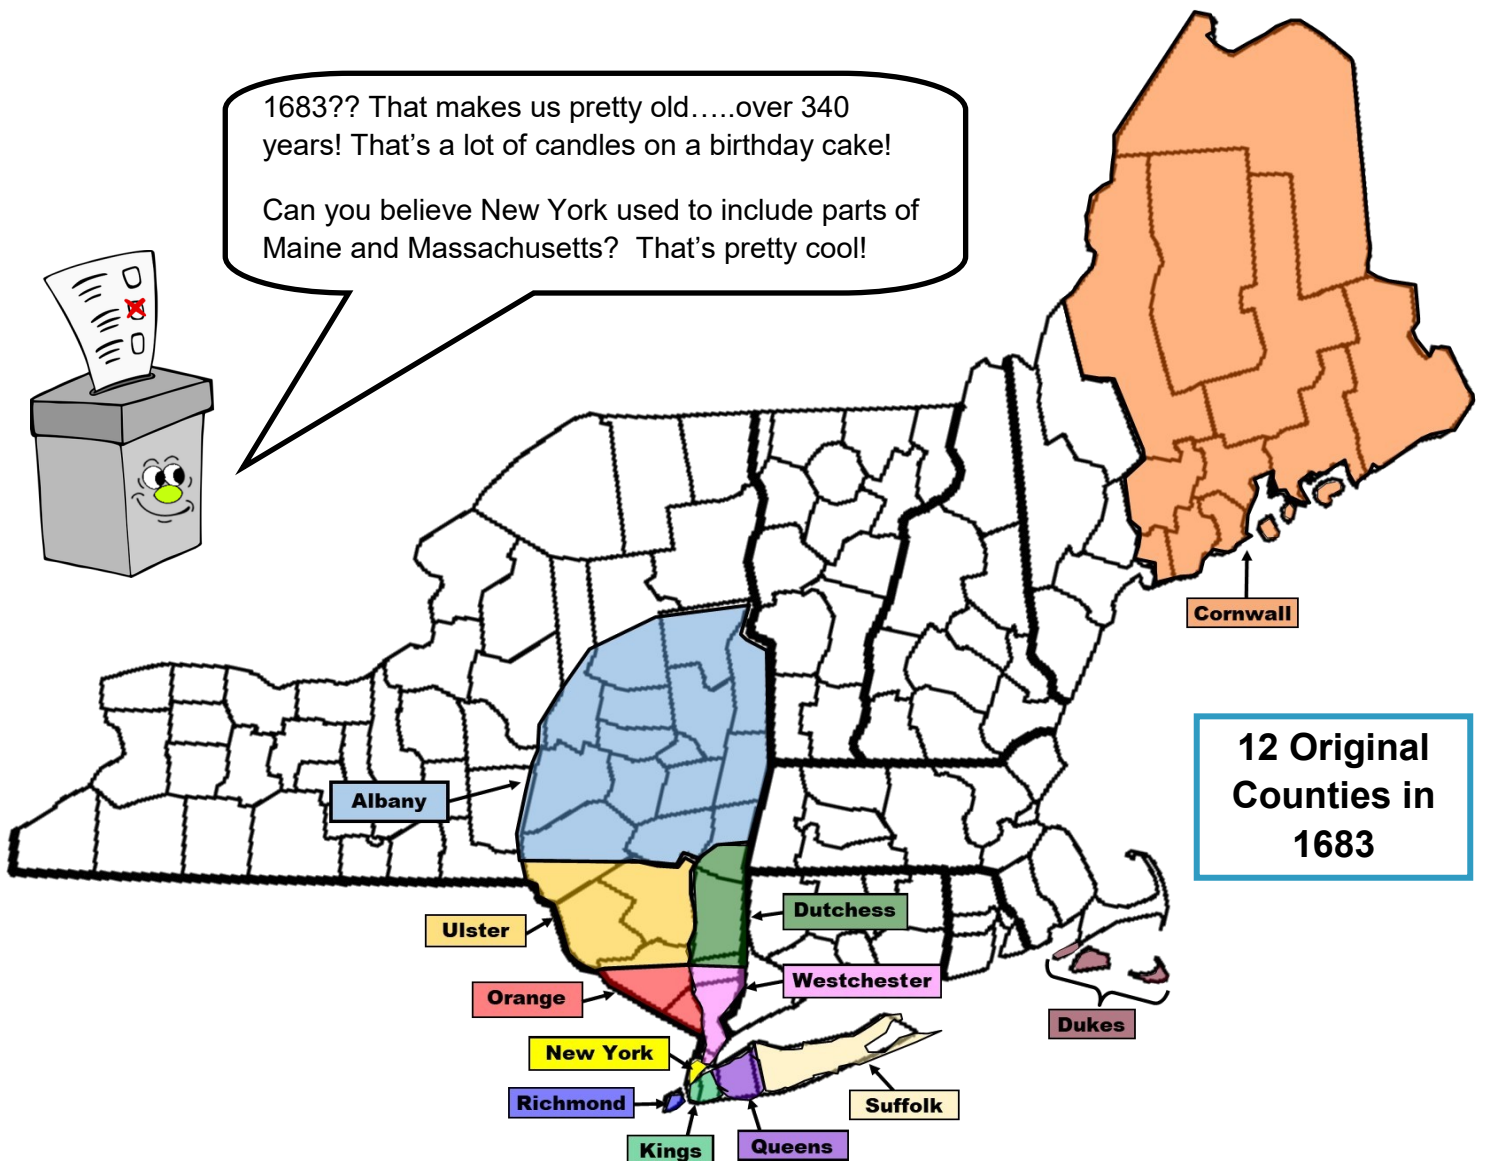 1683?? That makes us pretty old…..over 340
years! That’s a lot of candles on a birthday cake!
Can you believe New York used to include parts of
Maine and Massachusetts?  That’s pretty cool!
Cornwall
12 Original
Counties in
1683
Albany
Dutchess
Ulster
Westchester
Orange
Dukes
New York
Richmond
Suffolk
Kings
Queens